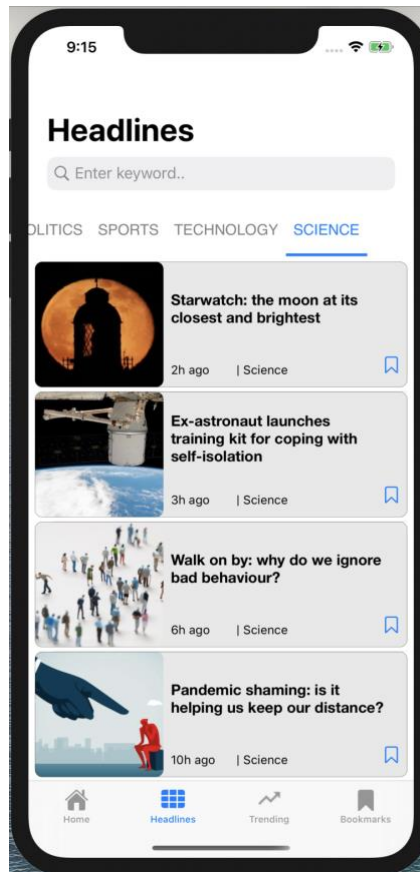 9:15
Headlines
Enter keyword..
OLITICS SPORTS TECHNOLOGY SCIENCE
Starwatch: the moon at its
closest and brightest
2h ago | Science
Ex-astronaut launches
training kit for coping with
self-isolation
3h ago | Science
Walk on by: why do we ignore
bad behaviour?
6h ago | Science
Pandemic shaming: is it
helping us keep our distance?
10h ago | Science
Home Headlines Trending Bookmarks